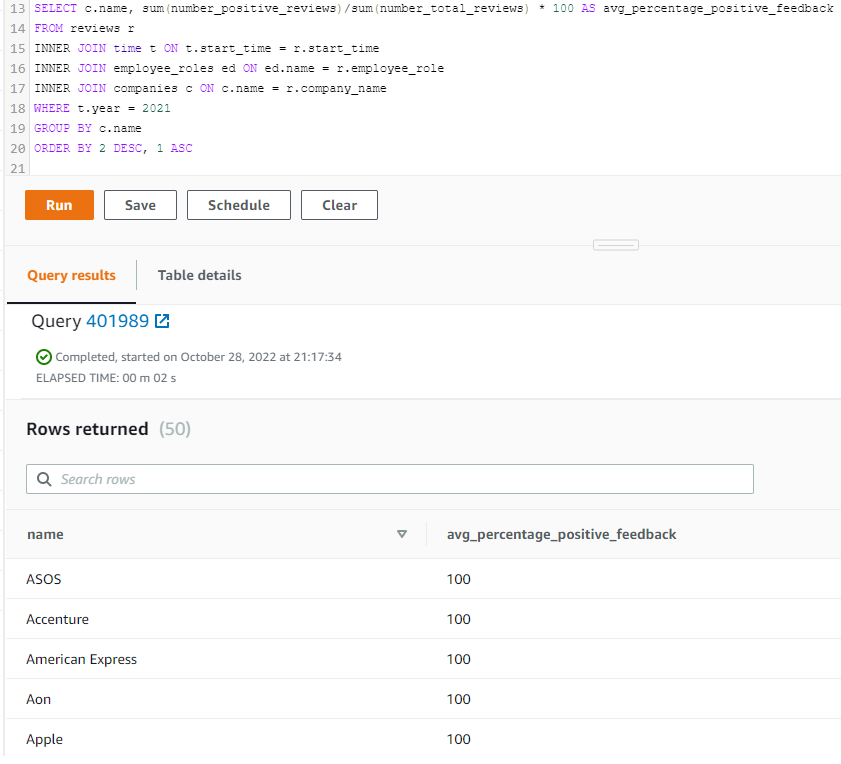 13 SELECT c.name, sum(number_positive_reviews)/sum(number_total_reviews) * 100 AS avg_percentage_positive_feedback
14 FROM reviews r
15 INNER JOIN time t ON t.start_time = r.start_time
16 INNER JOIN employee_roles ed ON ed.name = r.employee_role
17 INNER JOIN companies c ON c.name = r.company_name
18 WHERE t.year = 2021
19 GROUP BY c.name
20 ORDER BY 2 DESC, 1 ASC
21
Run Save Schedule Clear
Query results Table details
Query 401989
Completed, started on October 28, 2022 at 21:17:34
ELAPSED TIME: 00 m 02 s
Rows returned (50)
Search rows
name avg_percentage_positive_feedback
ASOS 100
Accenture 100
American Express 100
Aon 100
Apple 100